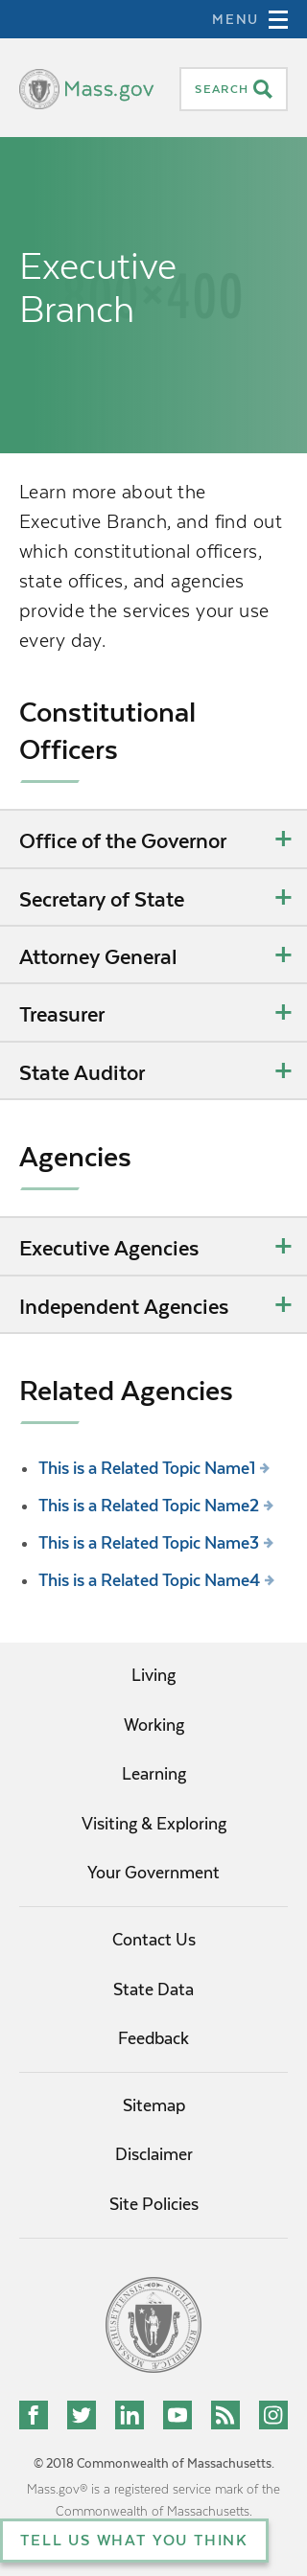 MENU
Mass.gov
SEARCH
Executive
Branch
×400
Learn more about the
Executive Branch, and find out
which constitutional officers,
state offices, and agencies
provide the services your use
every day.
Constitutional
Officers
Office of the Governor
Secretary of State
Attorney General
Treasurer
State Auditor
Agencies
Executive Agencies
Independent Agencies
Related Agencies
This is a Related Topic Name1
This is a Related Topic Name2
This is a Related Topic Name3
This is a Related Topic Name4
Living
Working
Learning
Visiting & Exploring
Your Government
Contact Us
State Data
Feedback
Sitemap
Disclaimer
Site Policies
© 2018 Commonwealth of Massachusetts.
Mass.gov® is a registered service mark of the
Commonwealth of Massachusetts.
TELL US WHAT YOU THINK